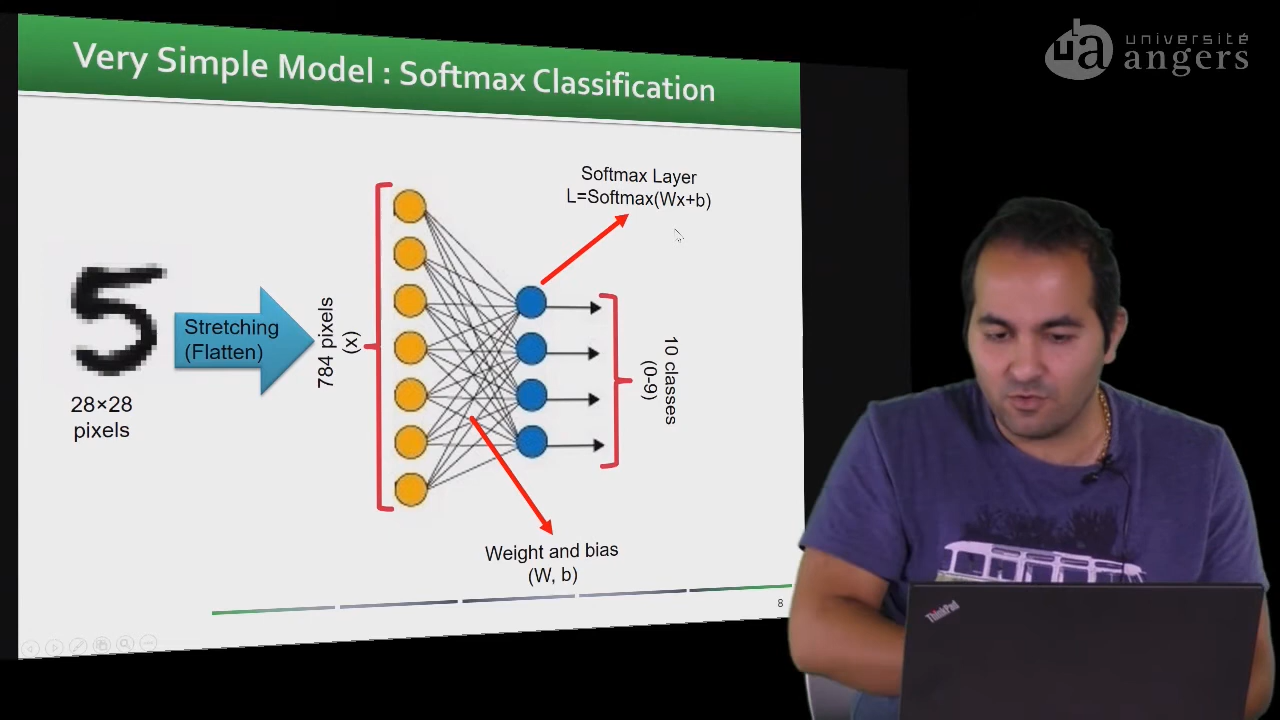 Very Simple Model : Softmax Classification
université
angers
Softmax Layer
L=Softmax(Wx+b)
Stretching
(Flatten)
784 pixels
(x)
10 classes
(0-9)
28×28
pixels
Weight and bias
(W, b)
8
ThinkPad